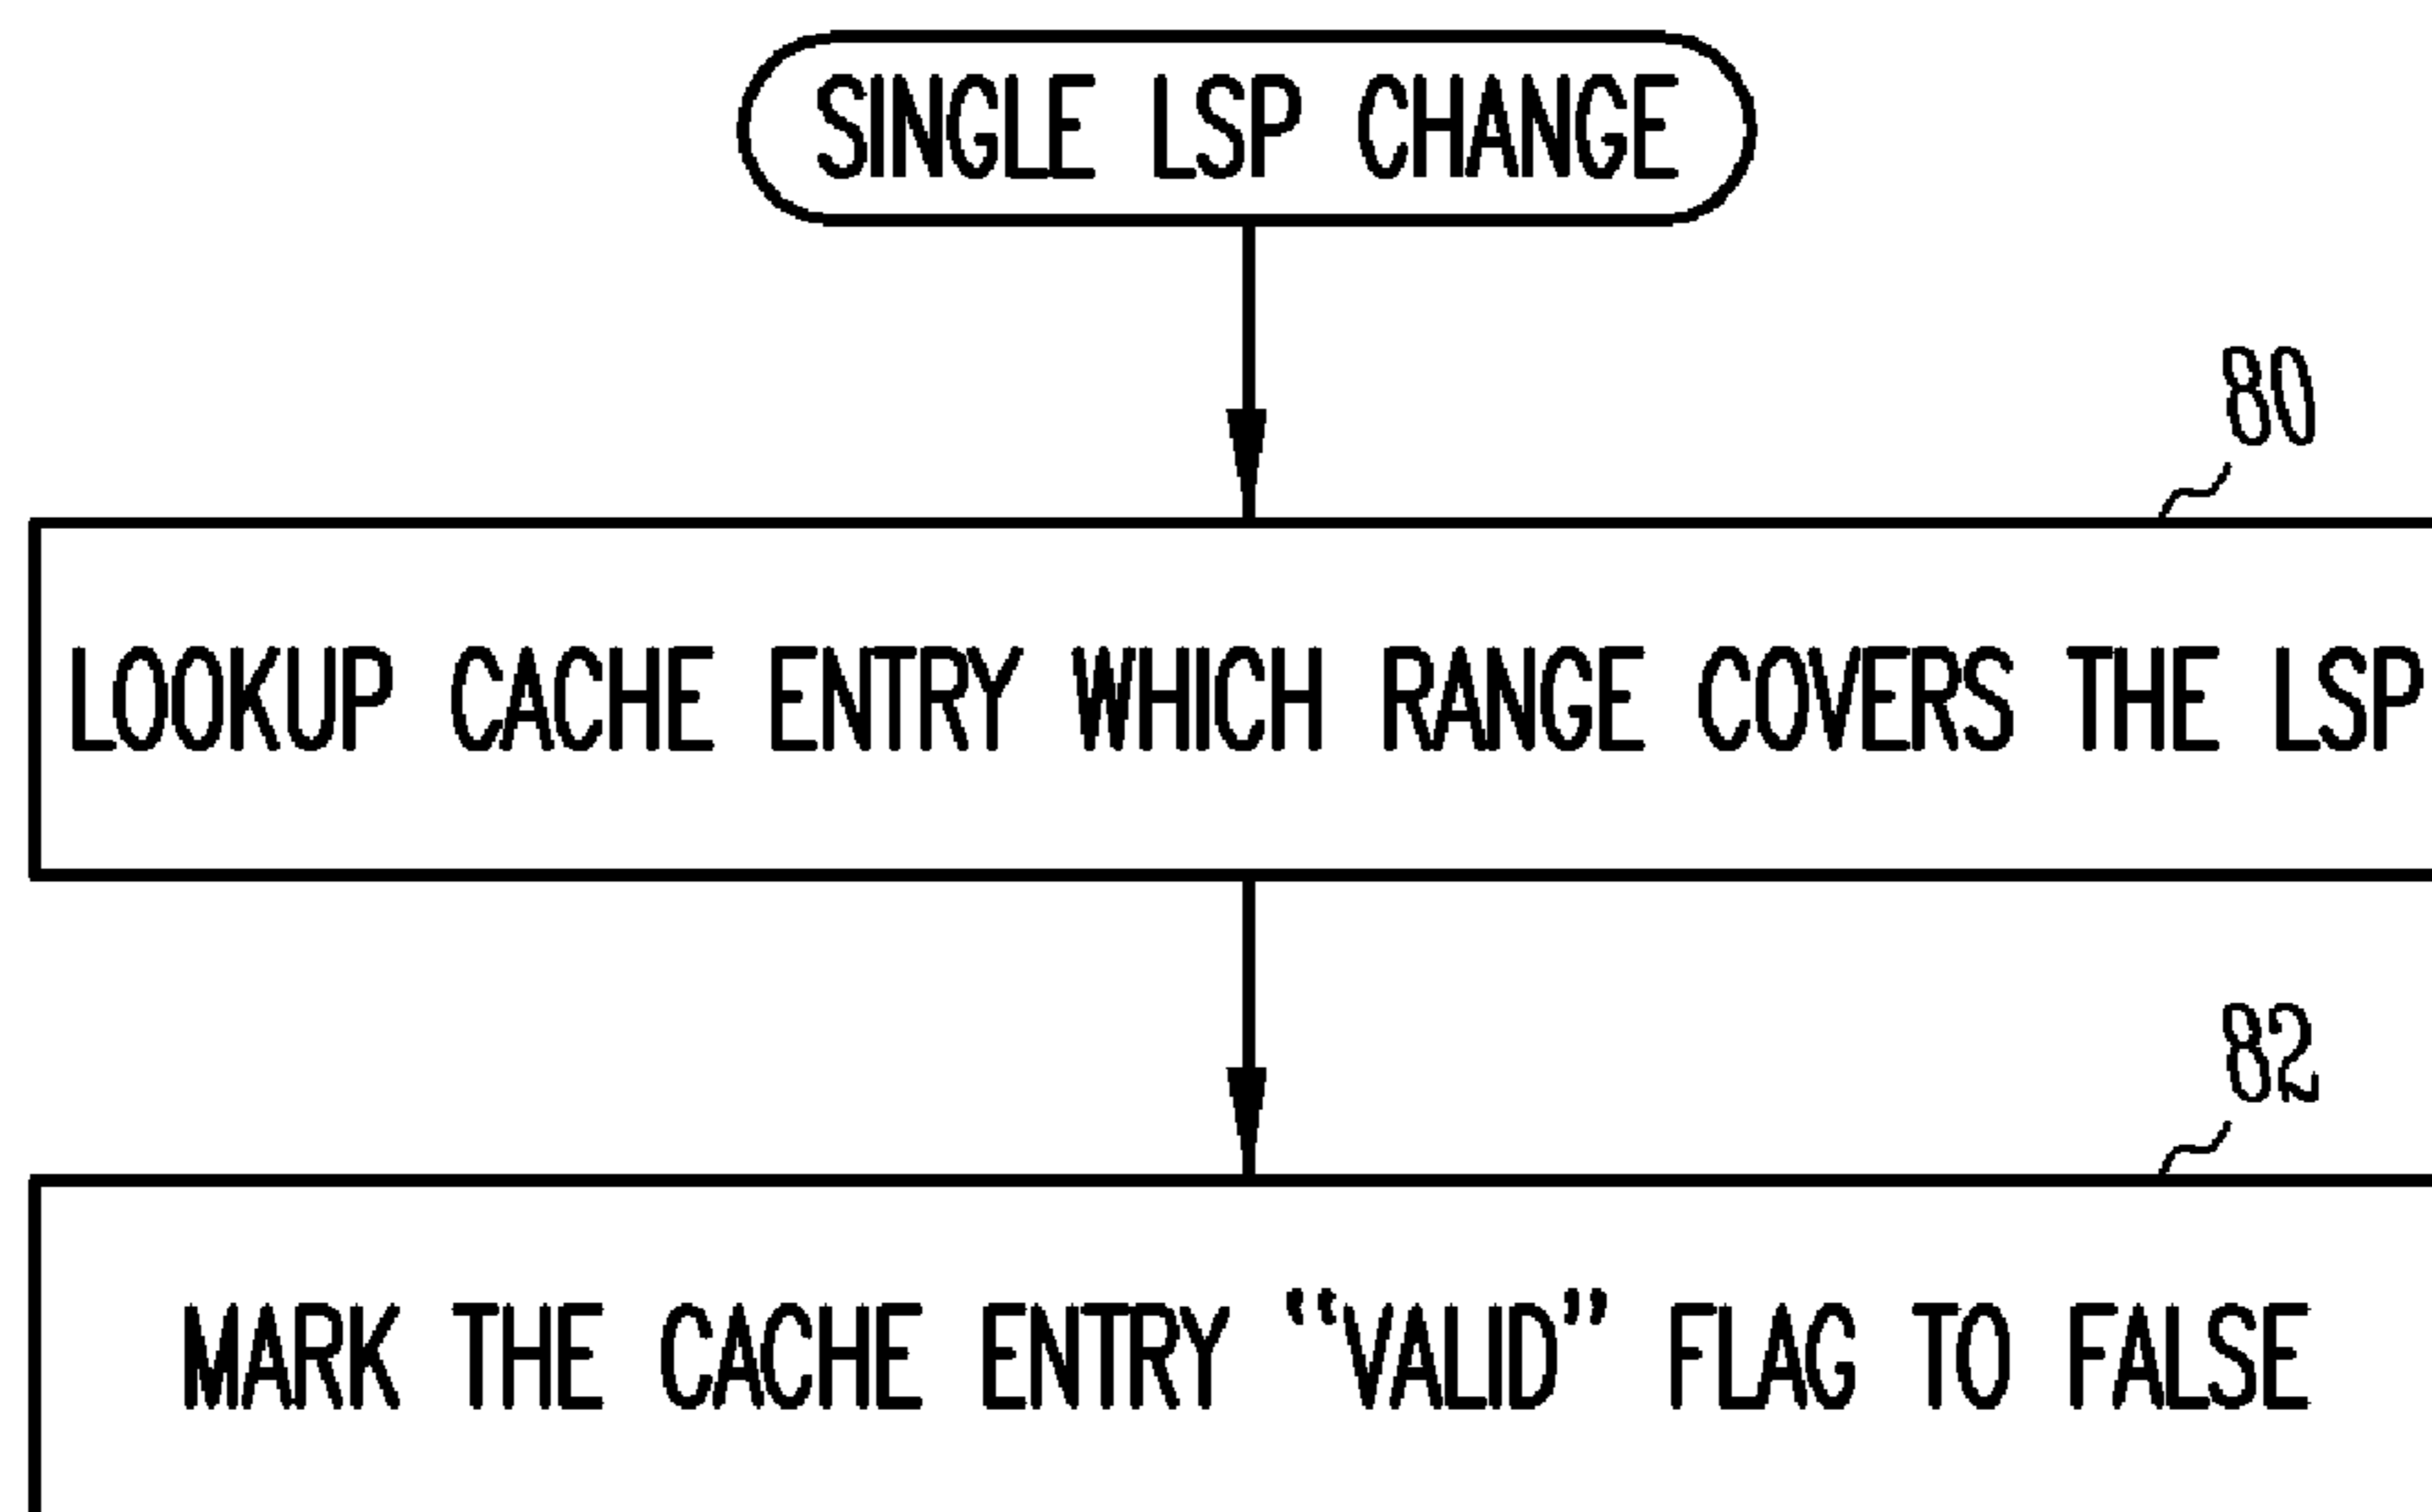 SINGLE LSP CHANGE
80
LOOKUP CACHE ENTRY WHICH RANGE COVERS THE LSP
82
MARK THE CACHE ENTRY “VALID” FLAG TO FALSE